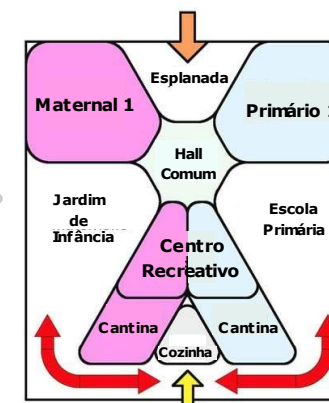 Esplanada
Maternal 1
Primário
Hall
Comum
Jardim
de
Infância
Escola
Primária
Centro
Recreativo
Cantina
Cantina
Cozinha